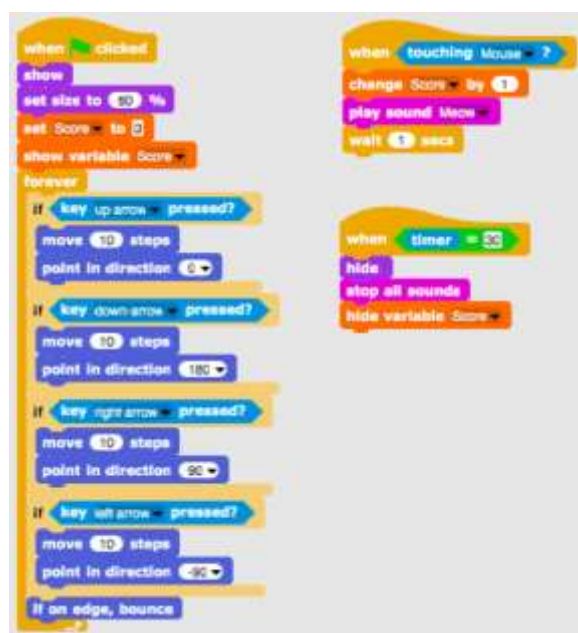 when clicked
show
set size to 50 %
set Score to 0
show variable Score
forever
if key up arrow pressed?
move 10 steps
point in direction 0
if key down arrow pressed?
move 10 steps
point in direction 180
if key right arrow pressed?
move 10 steps
point in direction 90
if key left arrow pressed?
move 10 steps
point in direction -90
if on edge, bounce
when touching Mouse ?
change Score by 1
play sound Meow
wait 1 secs
when timer = 30
hide
stop all sounds
hide variable Score